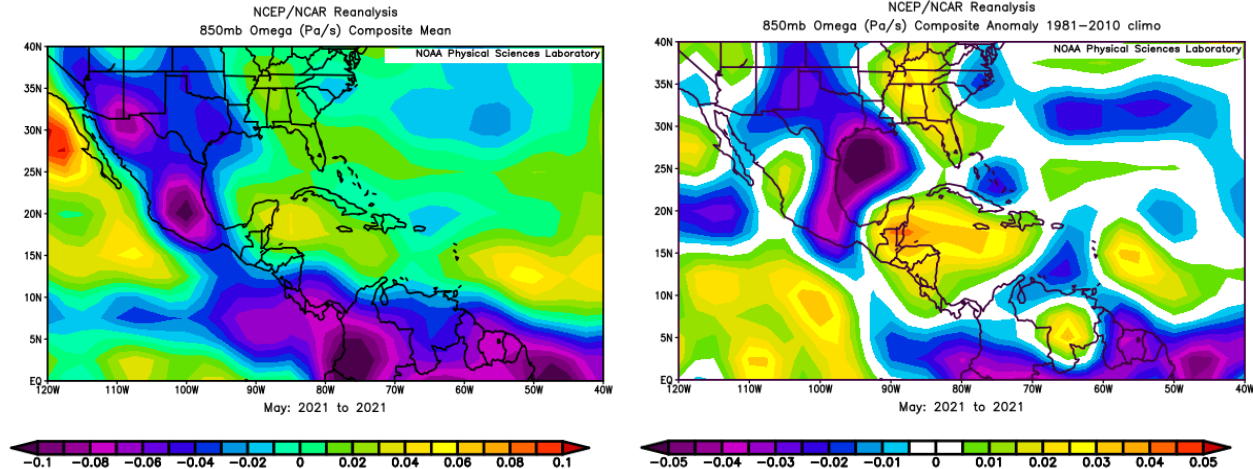 NCEP/NCAR Reanalysis
850mb Omega (Pa/s) Composite Mean
NOAA Physical Sciences Laboratory
40N
35N
30N
25N
20N
15N
10N
5N
EQ
120W 110W 100W 90W 80W 70W 60W 50W 40W
May: 2021 to 2021
-0.1 -0.08 -0.06 -0.04 -0.02 0 0.02 0.04 0.06 0.08 0.1
NCEP/NCAR Reanalysis
850mb Omega (Pa/s) Composite Anomaly 1981-2010 climo
NOAA Physical Sciences Laboratory
40N
35N
30N
25N
20N
15N
10N
5N
EQ
120W 110W 100W 90W 80W 70W 60W 50W 40W
May: 2021 to 2021
-0.05 -0.04 -0.03 -0.02 -0.01 0 0.01 0.02 0.03 0.04 0.05